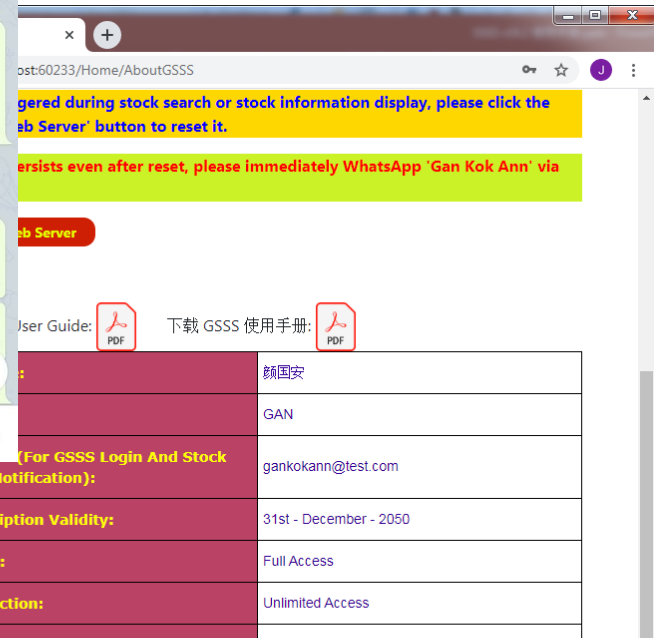 ost:60233/Home/AboutGSSS
J
gered during stock search or stock information display, please click the
eb Server' button to reset it.
ersists even after reset, please immediately WhatsApp 'Gan Kok Ann' via
eb Server
User Guide: PDF 下载 GSSS 使用手册: PDF
: 颜国安
GAN
(For GSSS Login And Stock
Notification): gankokann@test.com
iption Validity: 31st - December - 2050
: Full Access
ction: Unlimited Access